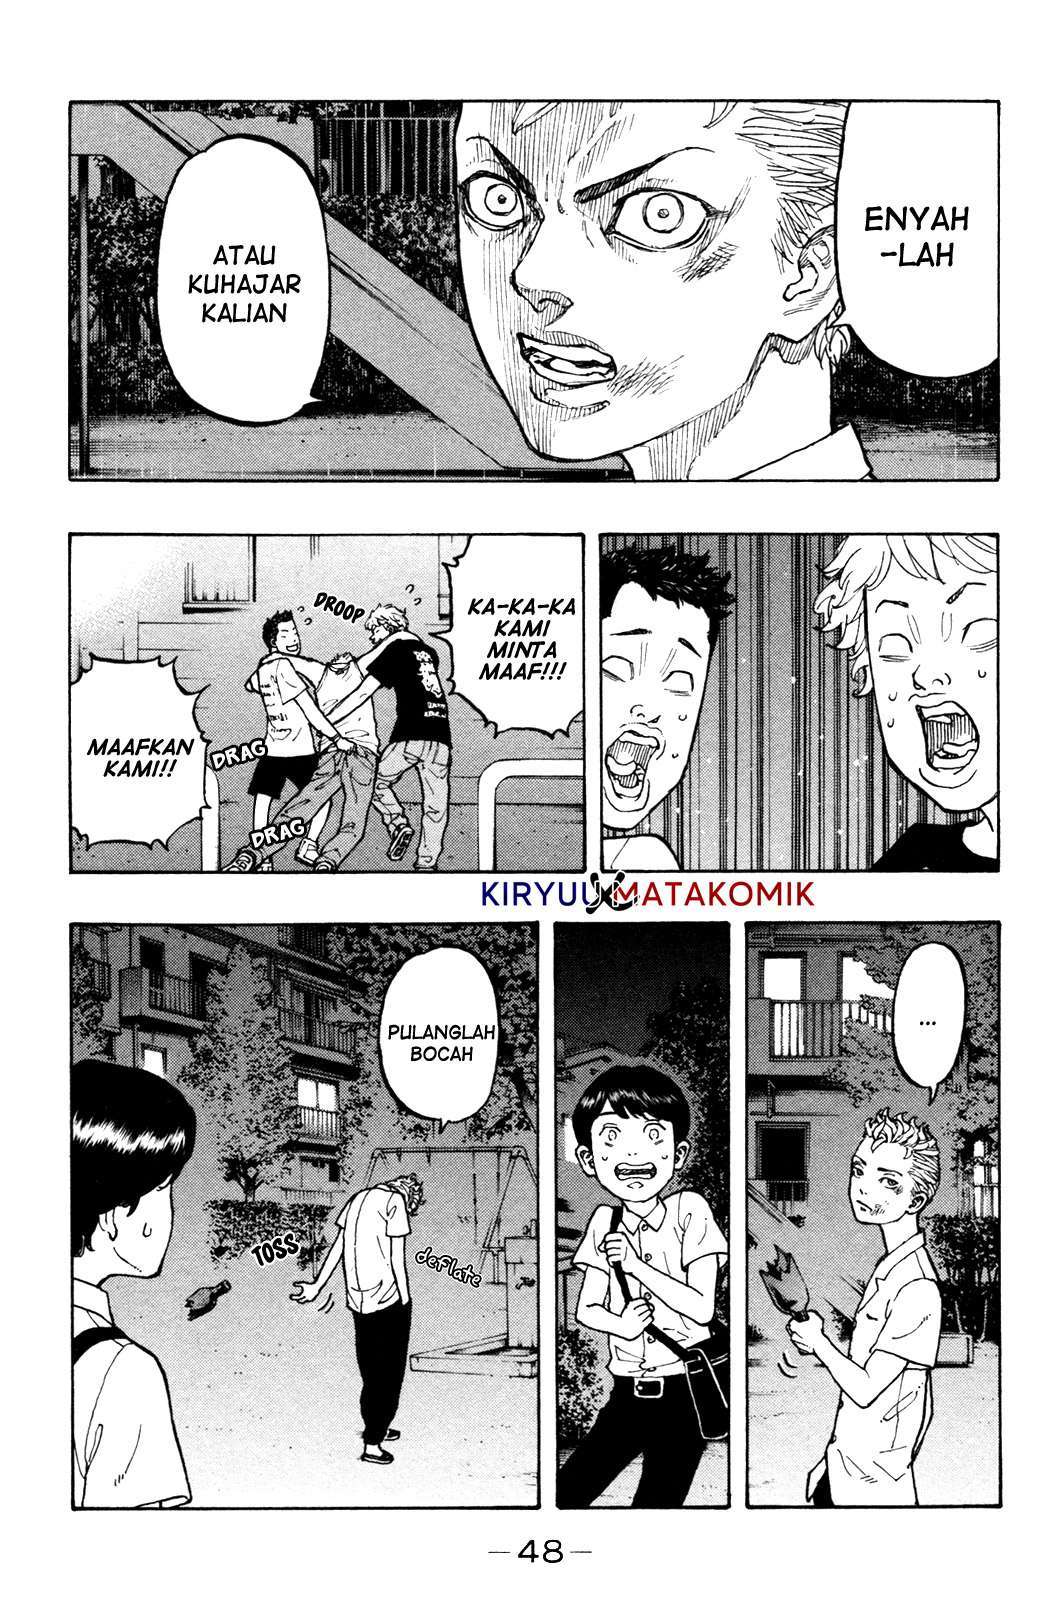 ENYAH
-LAH
ATAU
KUHAJAR
KALIAN
KA-KA-KA
KAMI
MINTA
MAAF!!!
DROOP
MAAFKAN
KAMI!!
DRAG
DRAG
KIRYUU X MATAKOMIK
PULANGLAH
BOCAH
TOSS
deflate
...
— 48 —